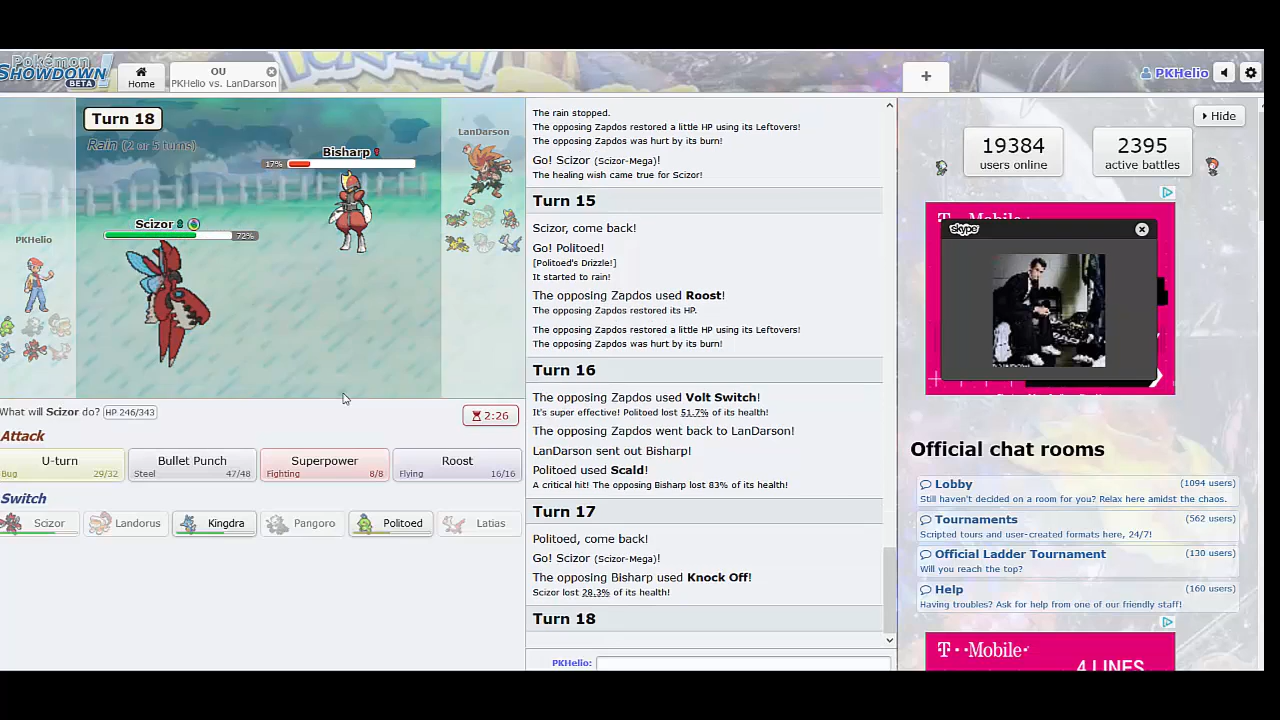 Pokémon
SHOWDOWN!
BETA
Home
OU
PKHelio vs. LanDarson
+
PKHelio
Turn 18
Rain (2 or 5 turns)
Bisharp
17%
Scizor
72%
PKHelio
LanDarson
What will Scizor do? HP 246/343
2:26
Attack
U-turn
Bug 29/32
Bullet Punch
Steel 47/48
Superpower
Fighting 8/8
Roost
Flying 16/16
Switch
Scizor
Landorus
Kingdra
Pangoro
Politoed
Latias
The rain stopped.
The opposing Zapdos restored a little HP using its Leftovers!
The opposing Zapdos was hurt by its burn!
Go! Scizor (Scizor-Mega)!
The healing wish came true for Scizor!
Turn 15
Scizor, come back!
Go! Politoed!
[Politoed's Drizzle!]
It started to rain!
The opposing Zapdos used Roost!
The opposing Zapdos restored its HP.
The opposing Zapdos restored a little HP using its Leftovers!
The opposing Zapdos was hurt by its burn!
Turn 16
The opposing Zapdos used Volt Switch!
It's super effective! Politoed lost 51.7% of its health!
The opposing Zapdos went back to LanDarson!
LanDarson sent out Bisharp!
Politoed used Scald!
A critical hit! The opposing Bisharp lost 83% of its health!
Turn 17
Politoed, come back!
Go! Scizor (Scizor-Mega)!
The opposing Bisharp used Knock Off!
Scizor lost 28.3% of its health!
Turn 18
PKHelio:
Hide
19384
users online
2395
active battles
T-Mobile
skype
Official chat rooms
Lobby (1094 users)
Still haven't decided on a room for you? Relax here amidst the chaos.
Tournaments (562 users)
Scripted tours and user-created formats here, 24/7!
Official Ladder Tournament (130 users)
Will you reach the top?
Help (160 users)
Having troubles? Ask for help from one of our friendly staff!
T··Mobile·
4 LINES